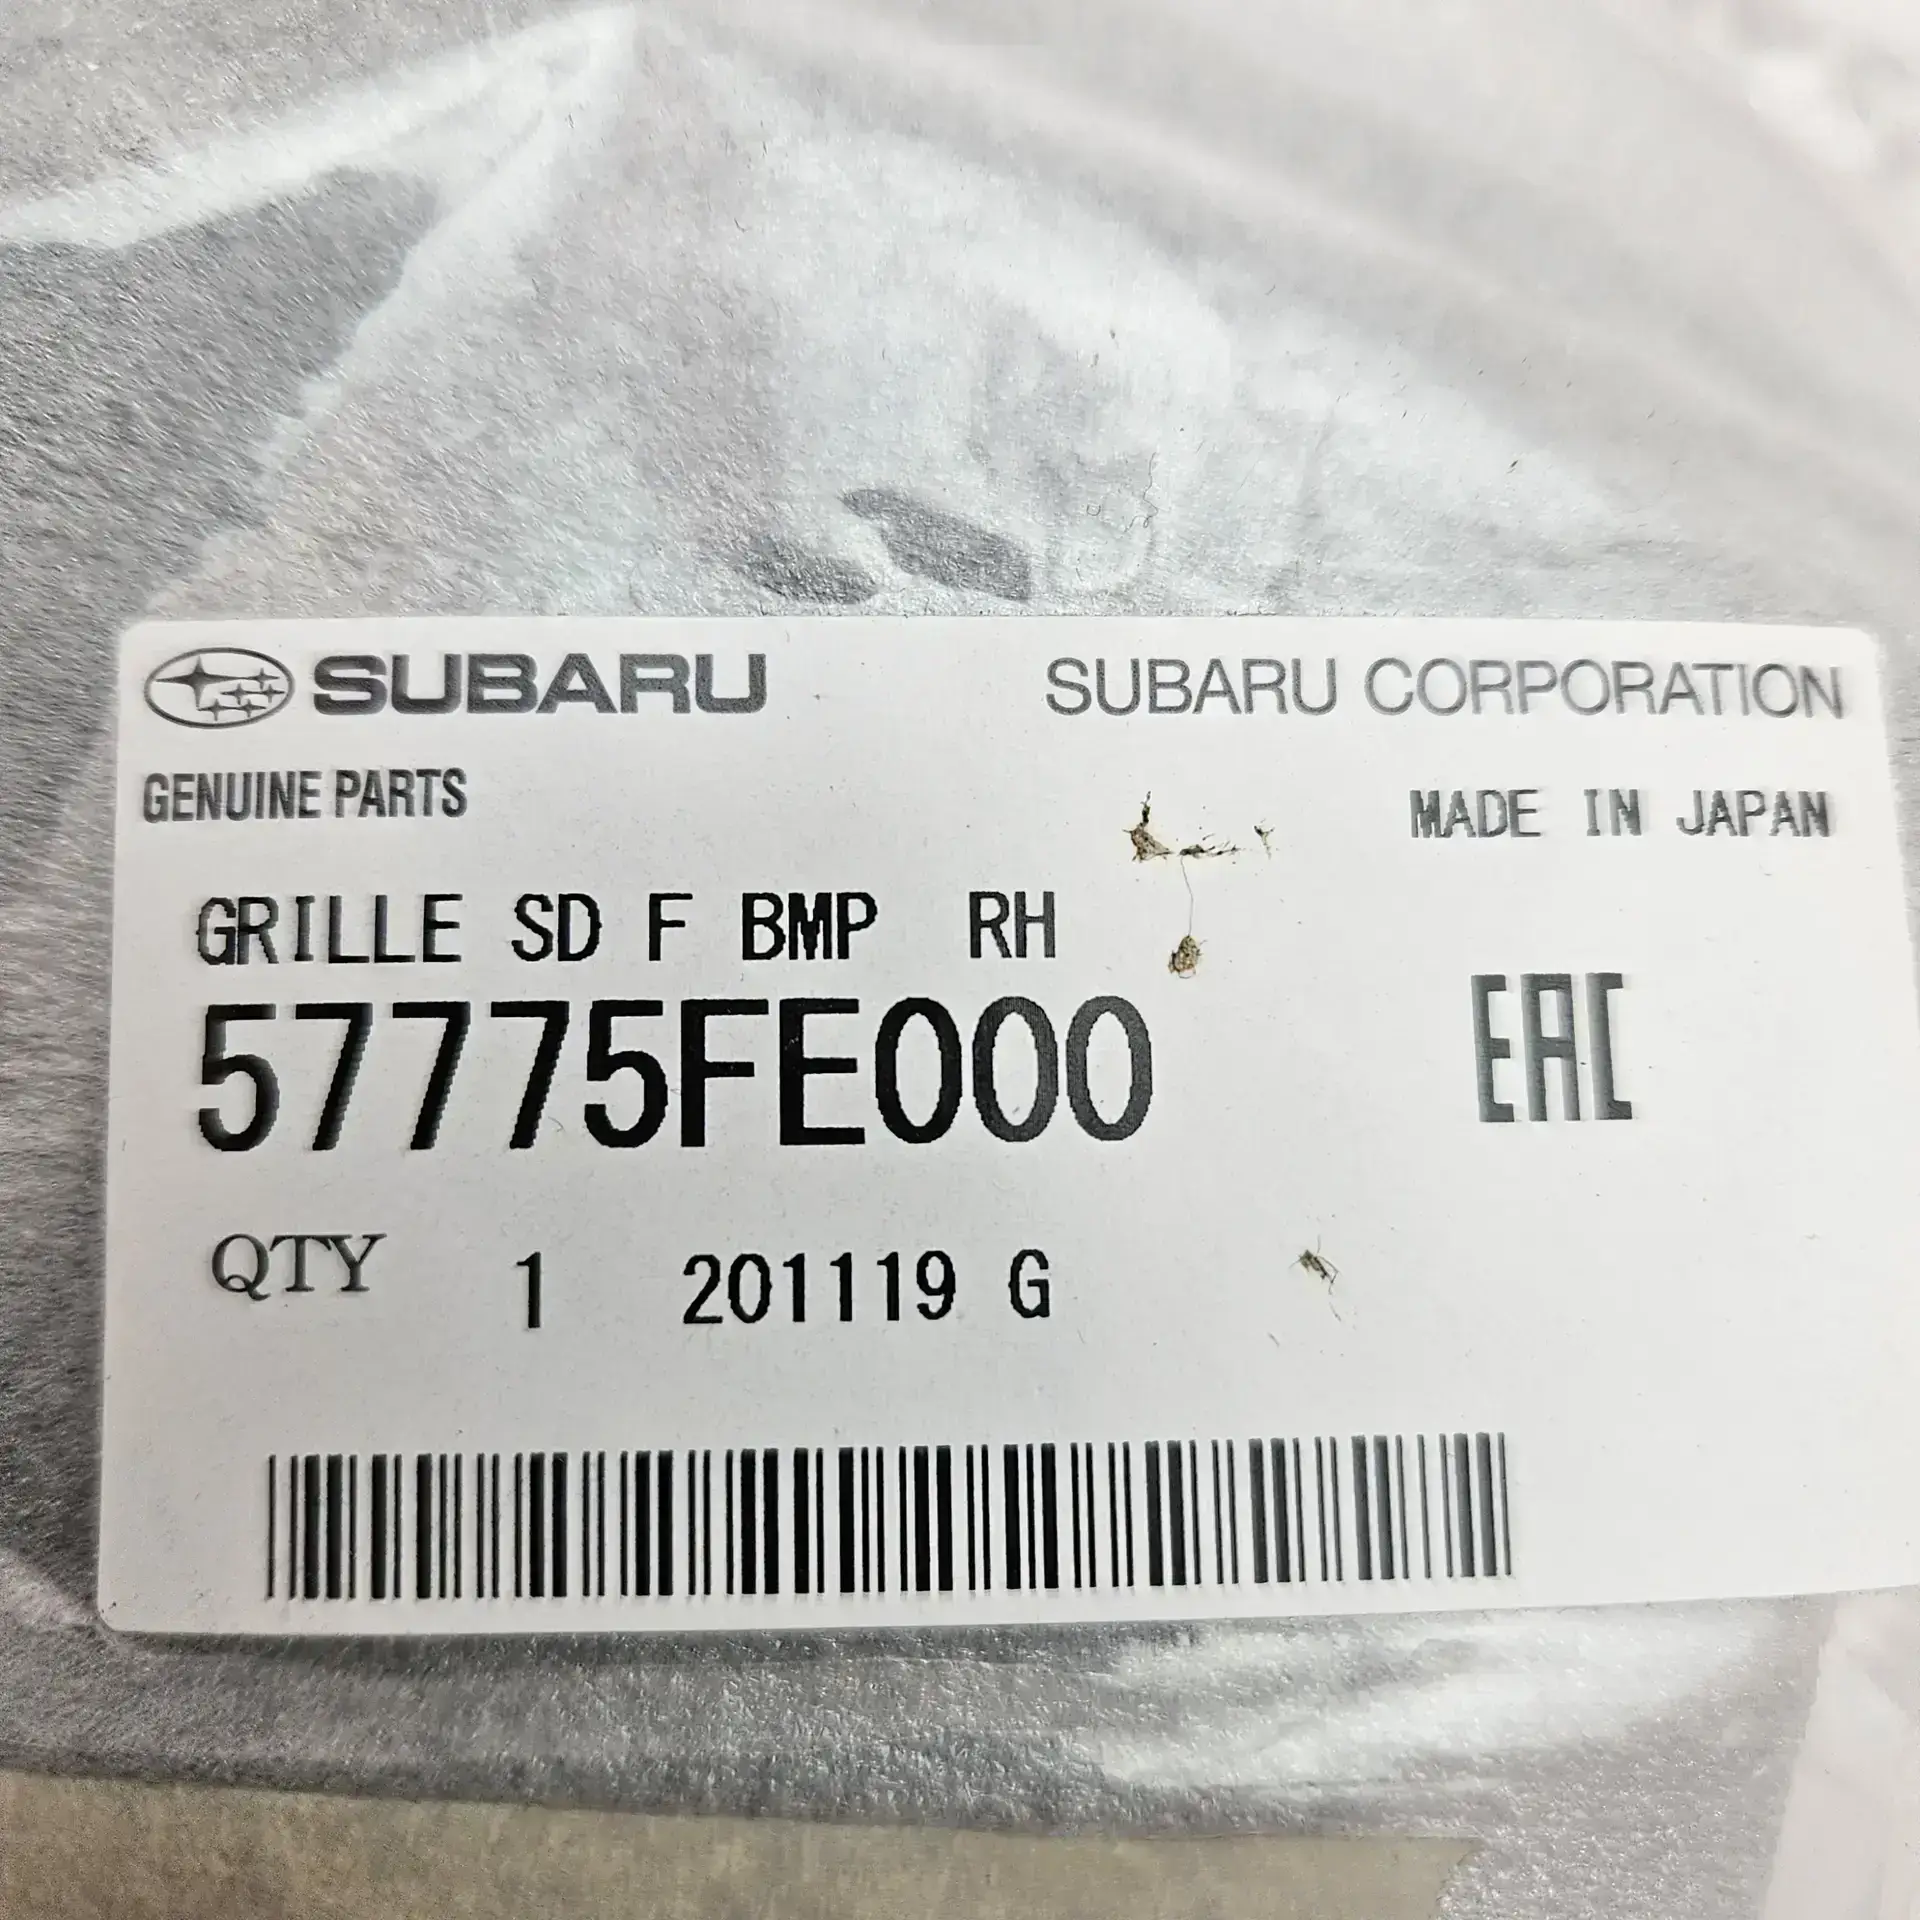 SUBARU SUBARU CORPORATION
GENUINE PARTS MADE IN JAPAN
GRILLE SD F BMP RH
57775FE000 EAC
QTY 1 201119 G